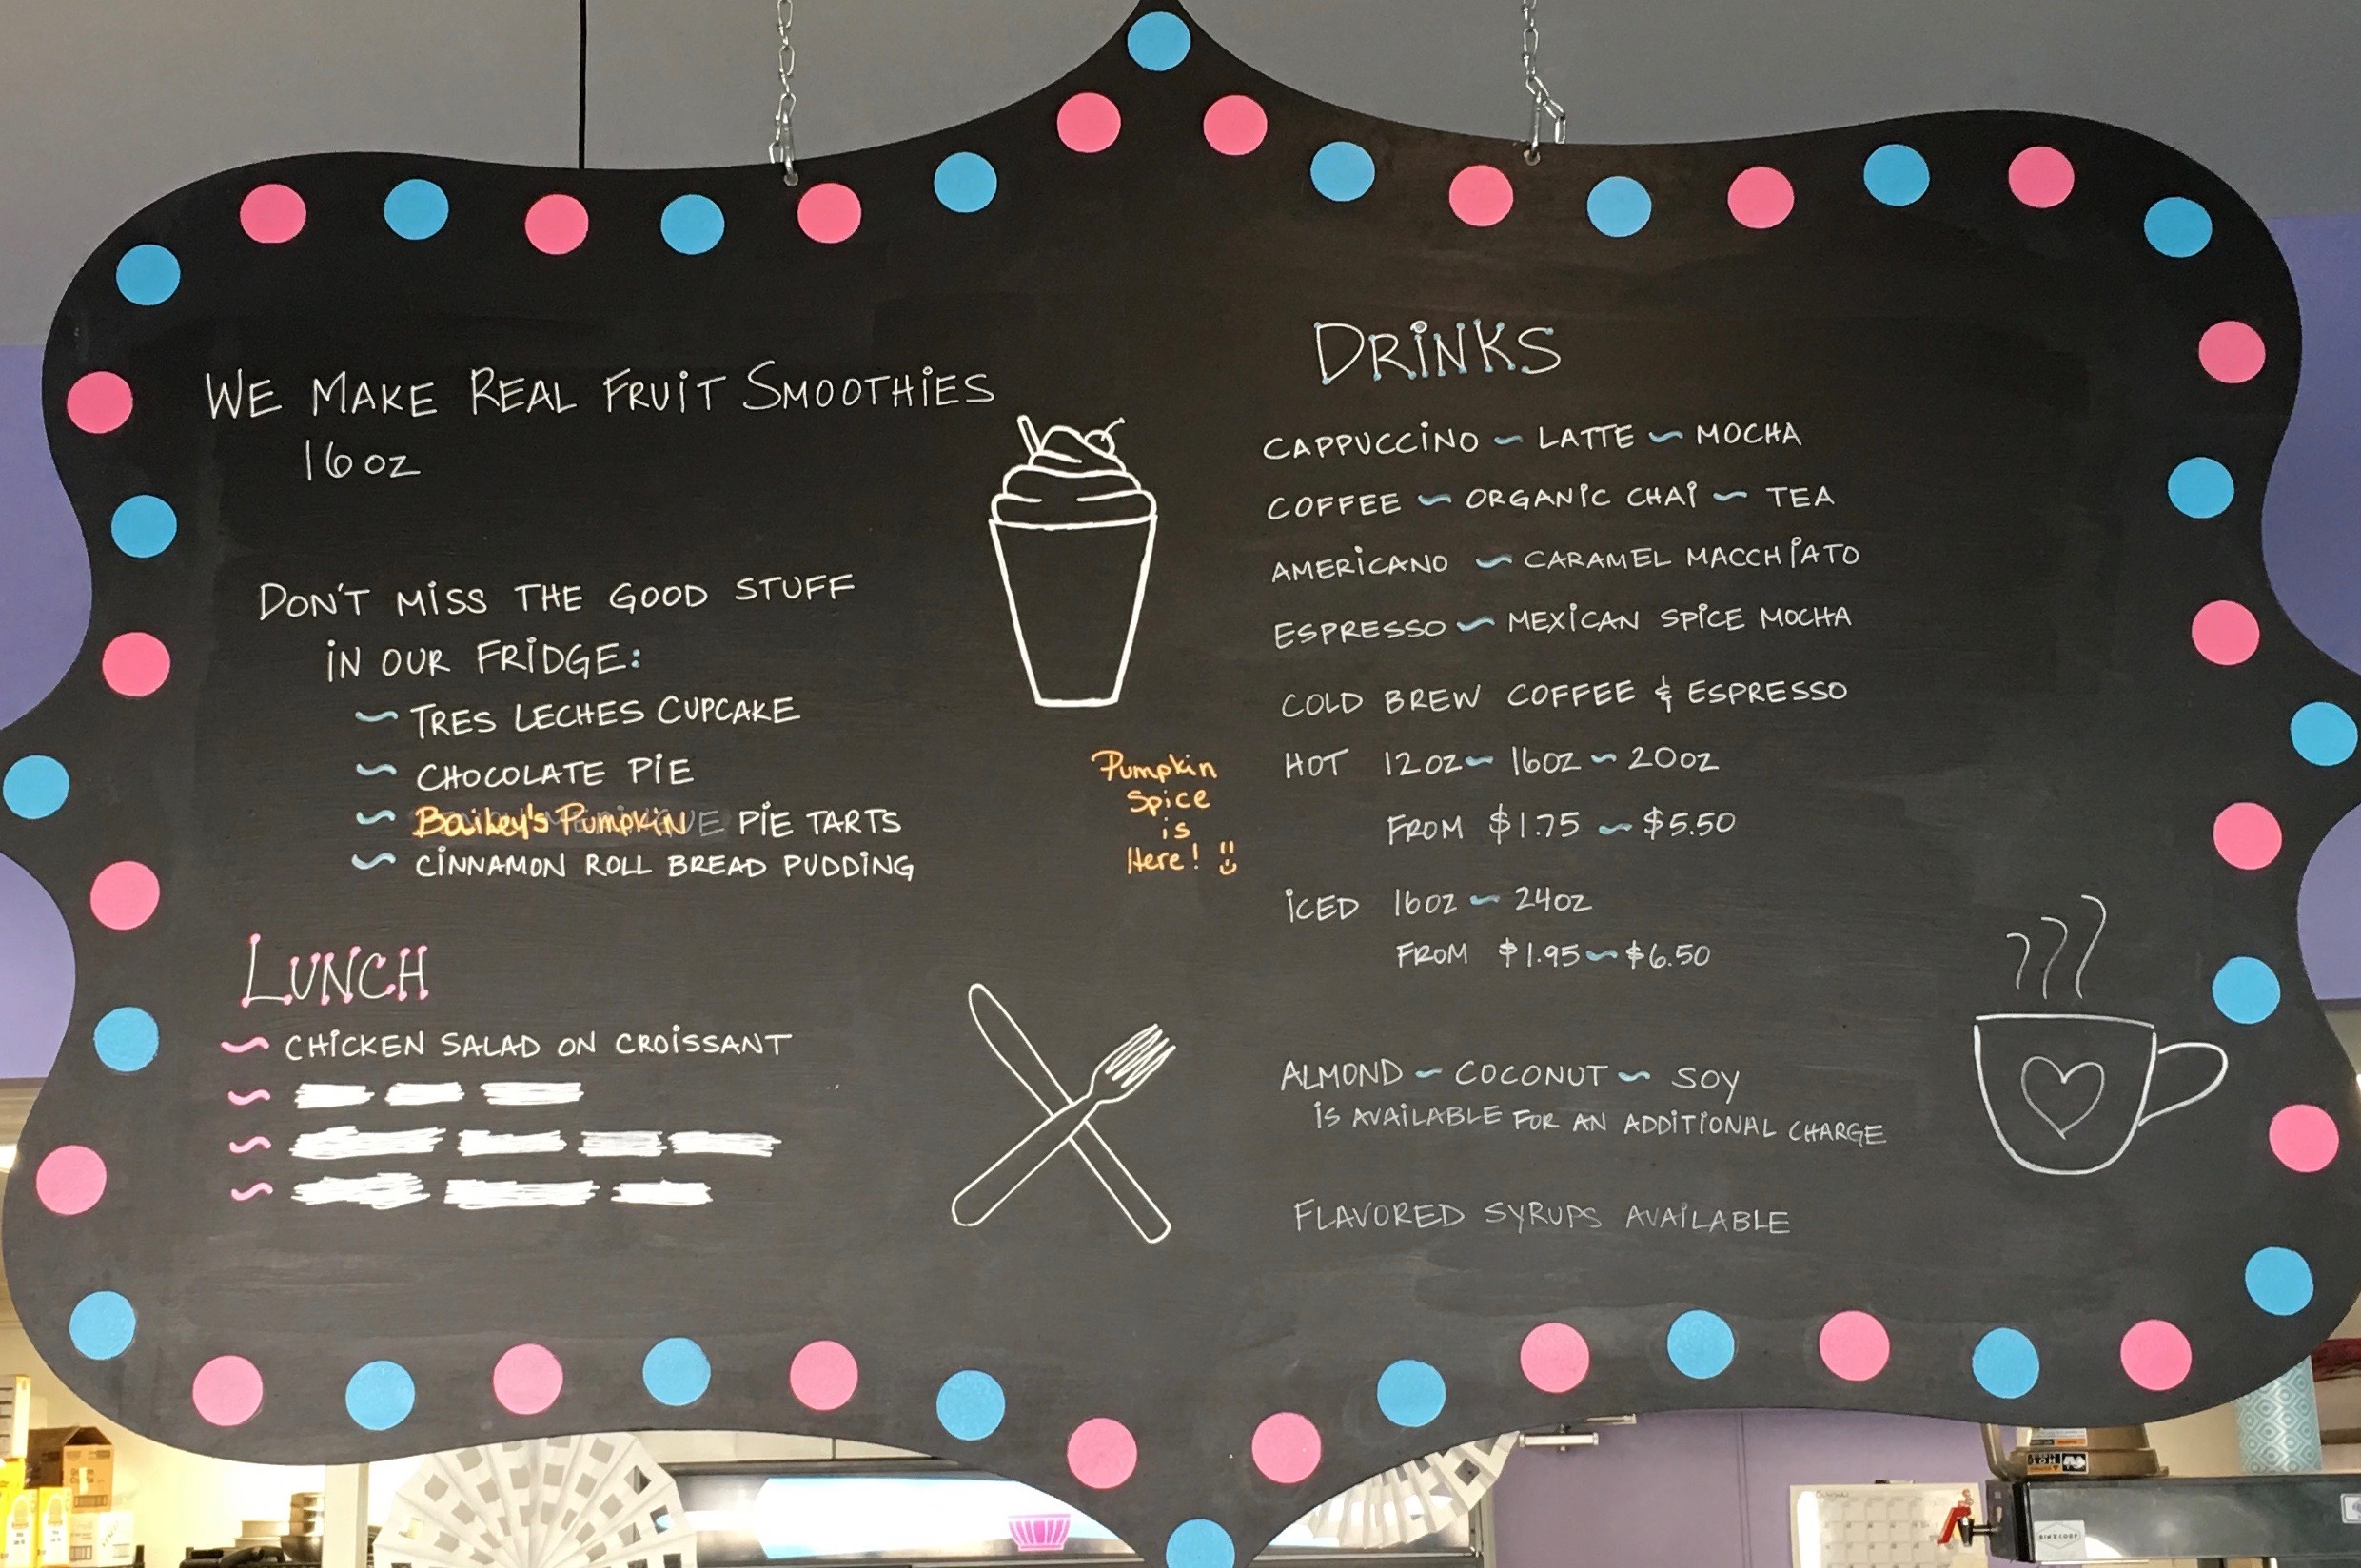 WE MAKE REAL FRUIT SMOOTHIES
16 OZ
DON'T MISS THE GOOD STUFF
IN OUR FRIDGE:
~ TRES LECHES CUPCAKE
~ CHOCOLATE PIE
~ Bailey's Pumpkin PIE TARTS
~ CINNAMON ROLL BREAD PUDDING
LUNCH
~ CHICKEN SALAD ON CROISSANT
Pumpkin
Spice
is
Here!
DRINKS
CAPPUCCINO ~ LATTE ~ MOCHA
COFFEE ~ ORGANIC CHAI ~ TEA
AMERICANO ~ CARAMEL MACCHIATO
ESPRESSO ~ MEXICAN SPICE MOCHA
COLD BREW COFFEE & ESPRESSO
HOT 12OZ ~ 16OZ ~ 20OZ
FROM $1.75 ~ $5.50
ICED 16OZ ~ 24OZ
FROM $1.95 ~ $6.50
ALMOND ~ COCONUT ~ SOY
IS AVAILABLE FOR AN ADDITIONAL CHARGE
FLAVORED SYRUPS AVAILABLE